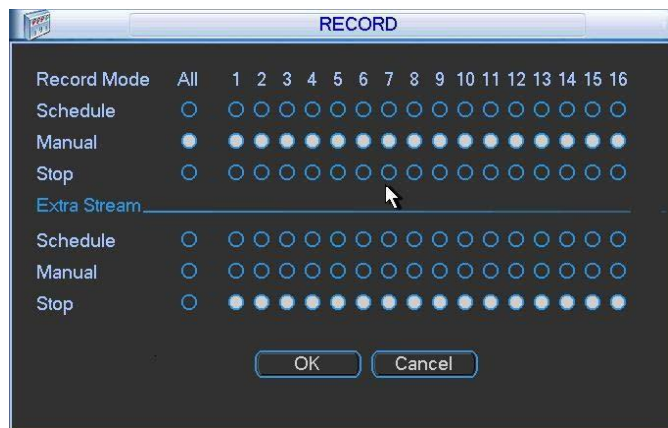 RECORD
Record Mode All 1 2 3 4 5 6 7 8 9 10 11 12 13 14 15 16
Schedule
Manual
Stop
Extra Stream
Schedule
Manual
Stop
OK Cancel